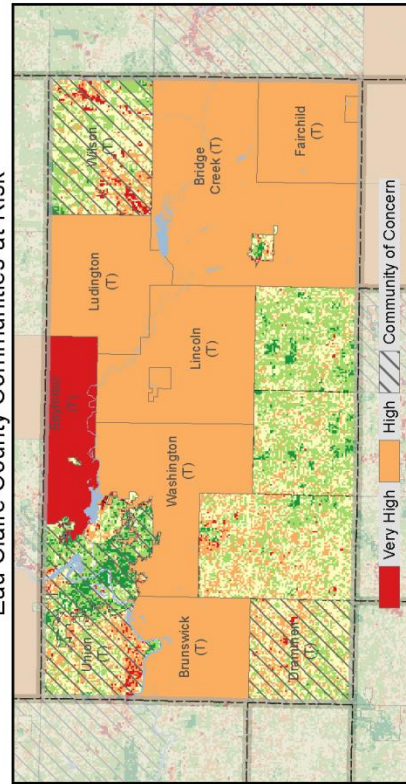 Eau Claire County Communities at Risk
Wilson
(T)
Ludington
(T)
Bridge
Creek (T)
Fairchild
(T)
Lincoln
(T)
Washington
(T)
Union
(T)
Brunswick
(T)
Drammen
(T)
Very High
High
Community of Concern